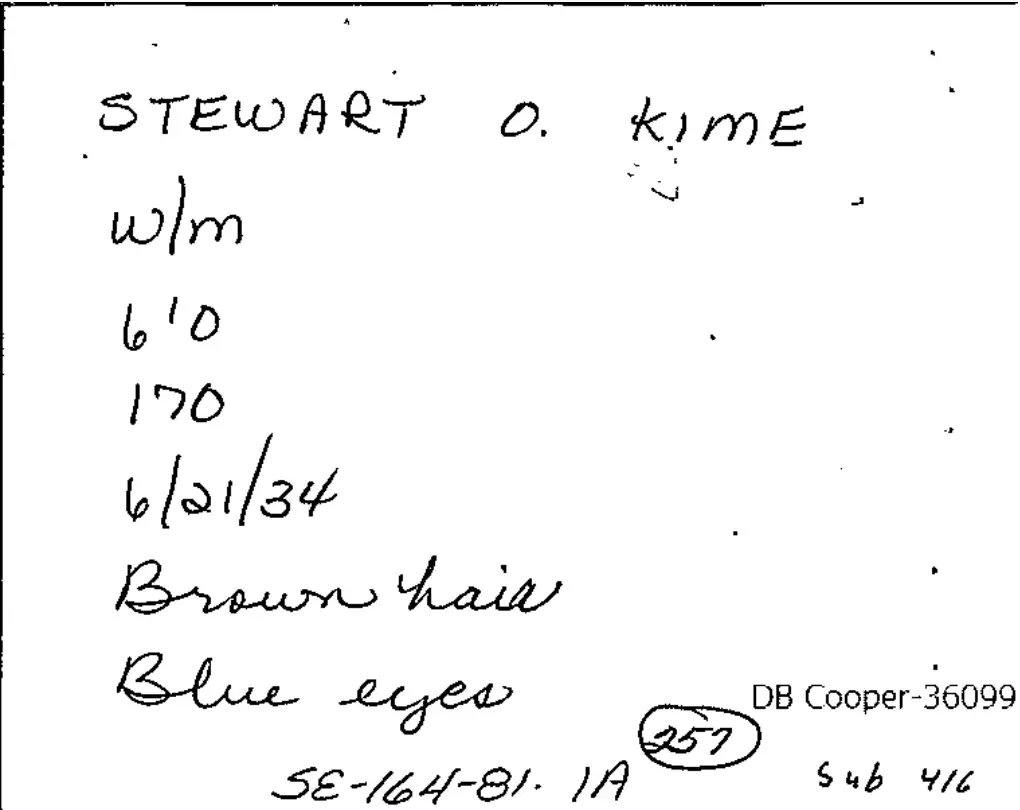 STEWART O. KIME
W/m
6'0
170
6/21/34
Brown hair
Blue eyes
DB Cooper-36099
257
SE-164-81. 1A
Sub 416